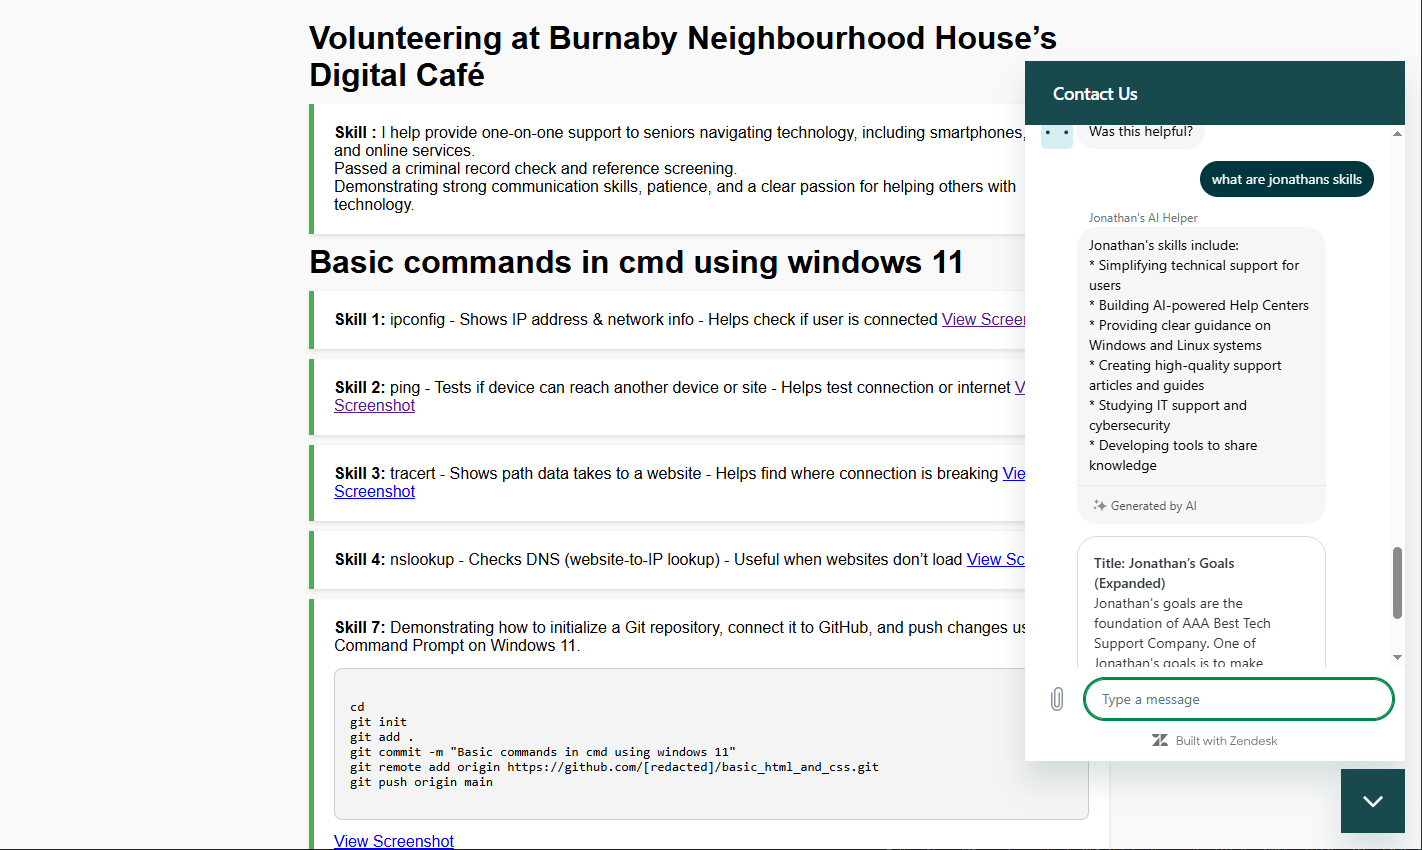 Volunteering at Burnaby Neighbourhood House’s
Digital Café
Skill : I help provide one-on-one support to seniors navigating technology, including smartphones,
and online services.
Passed a criminal record check and reference screening.
Demonstrating strong communication skills, patience, and a clear passion for helping others with
technology.
Basic commands in cmd using windows 11
Skill 1: ipconfig - Shows IP address & network info - Helps check if user is connected View Screen
Skill 2: ping - Tests if device can reach another device or site - Helps test connection or internet V
Screenshot
Skill 3: tracert - Shows path data takes to a website - Helps find where connection is breaking Vie
Screenshot
Skill 4: nslookup - Checks DNS (website-to-IP lookup) - Useful when websites don’t load View Sc
Skill 7: Demonstrating how to initialize a Git repository, connect it to GitHub, and push changes us
Command Prompt on Windows 11.
cd
git init
git add .
git commit -m "Basic commands in cmd using windows 11"
git remote add origin https://github.com/[redacted]/basic_html_and_css.git
git push origin main
View Screenshot
Contact Us
Was this helpful?
what are jonathans skills
Jonathan's AI Helper
Jonathan's skills include:
* Simplifying technical support for
users
* Building AI-powered Help Centers
* Providing clear guidance on
Windows and Linux systems
* Creating high-quality support
articles and guides
* Studying IT support and
cybersecurity
* Developing tools to share
knowledge
Generated by AI
Title: Jonathan’s Goals
(Expanded)
Jonathan's goals are the
foundation of AAA Best Tech
Support Company. One of
Jonathan's goals is to make
Type a message
Built with Zendesk